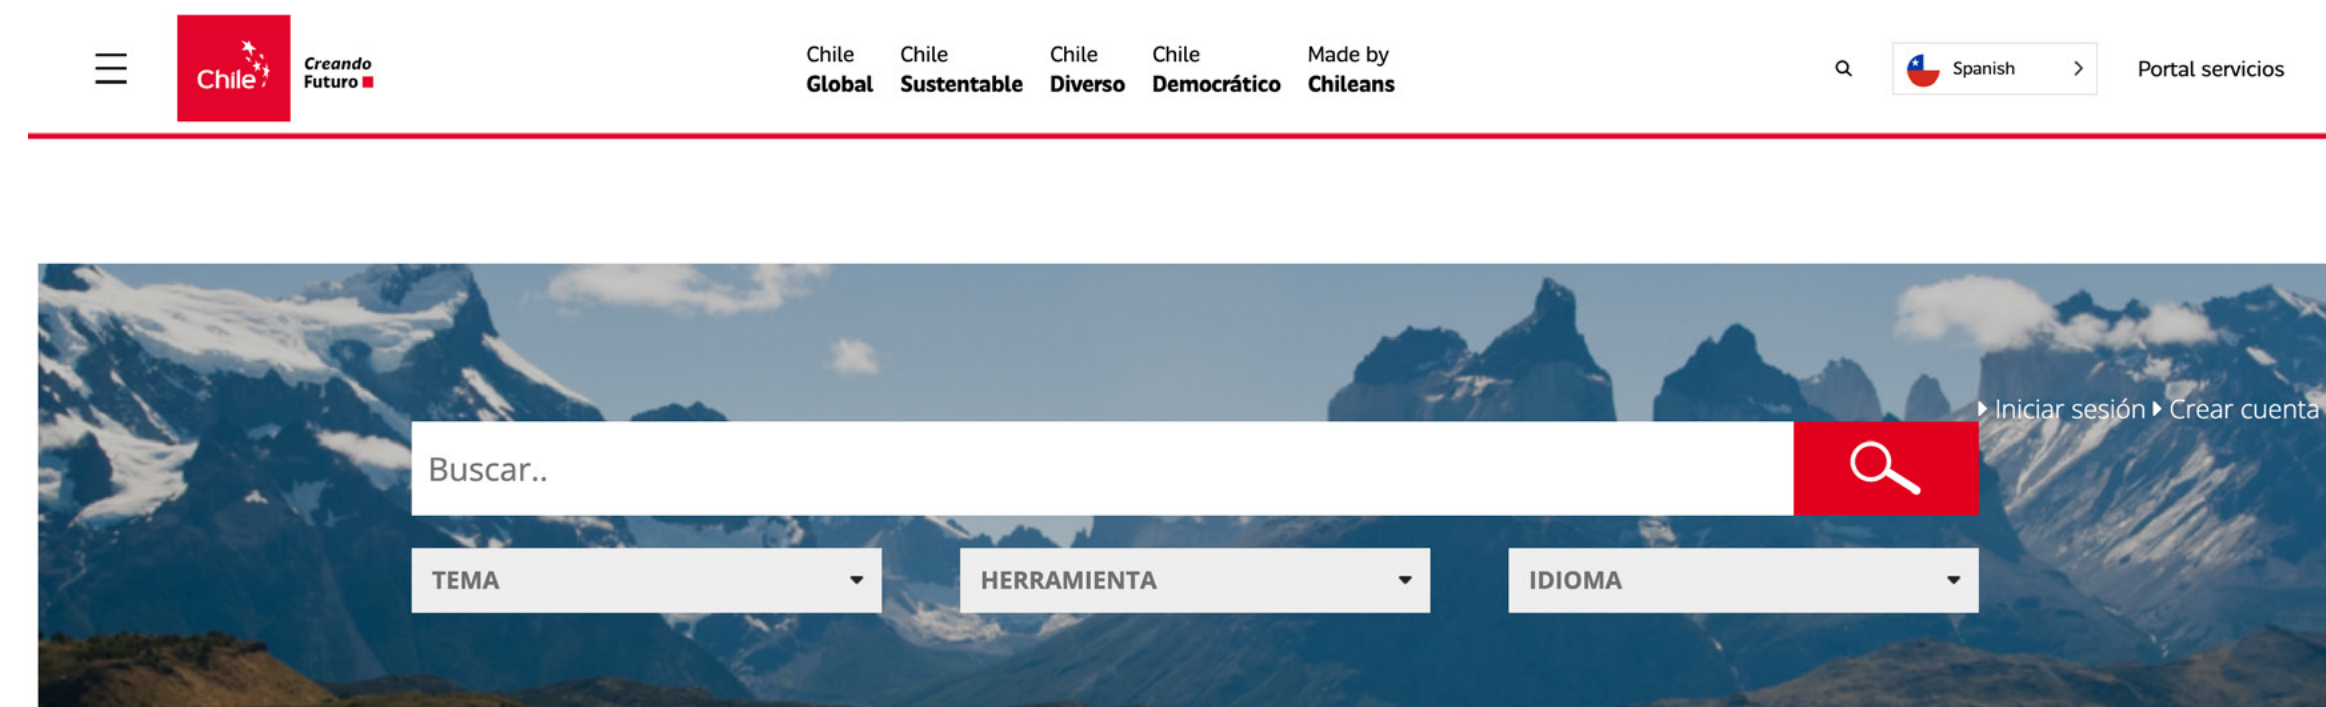 Chile
Creando
Futuro
Chile
Global
Chile
Sustentable
Chile
Diverso
Chile
Democrático
Made by
Chileans
Spanish
Portal servicios
Iniciar sesión
Crear cuenta
Buscar..
TEMA
HERRAMIENTA
IDIOMA